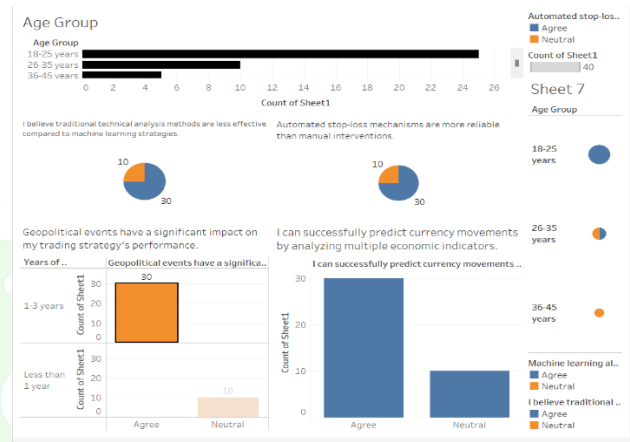 Age Group
Age Group
18-25 years
26-35 years
36-45 years
0 2 4 6 8 10 12 14 16 18 20 22 24 26
Count of Sheet1
Automated stop-los..
Agree
Neutral
Count of Sheet1
40
Sheet 7
Age Group
18-25
years
26-35
years
36-45
years
I believe traditional technical analysis methods are less effective
compared to machine learning strategies.
10
30
Automated stop-loss mechanisms are more reliable
than manual interventions.
10
30
Geopolitical events have a significant impact on
my trading strategy's performance.
Years of ..
Geopolitical events have a significa..
1-3 years
Count of Sheet1
30
20
10
0
30
Less than
1 year
Count of Sheet1
30
20
10
0
10
Agree Neutral
I can successfully predict currency movements
by analyzing multiple economic indicators.
I can successfully predict currency movements ..
Count of Sheet1
30
20
10
0
Agree Neutral
Machine learning al..
Agree
Neutral
I believe traditional ..
Agree
Neutral